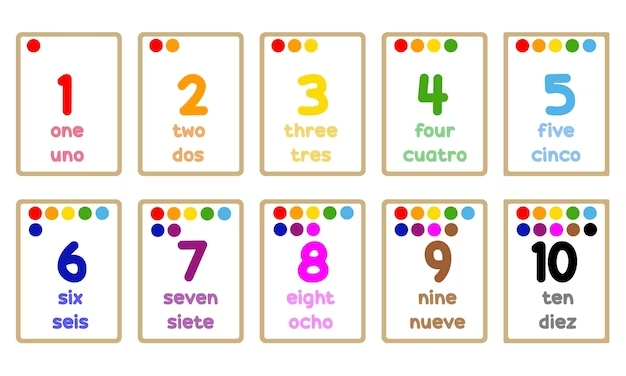 1
one
uno
2
two
dos
3
three
tres
4
four
cuatro
5
five
cinco
6
six
seis
7
seven
siete
8
eight
ocho
9
nine
nueve
10
ten
diez